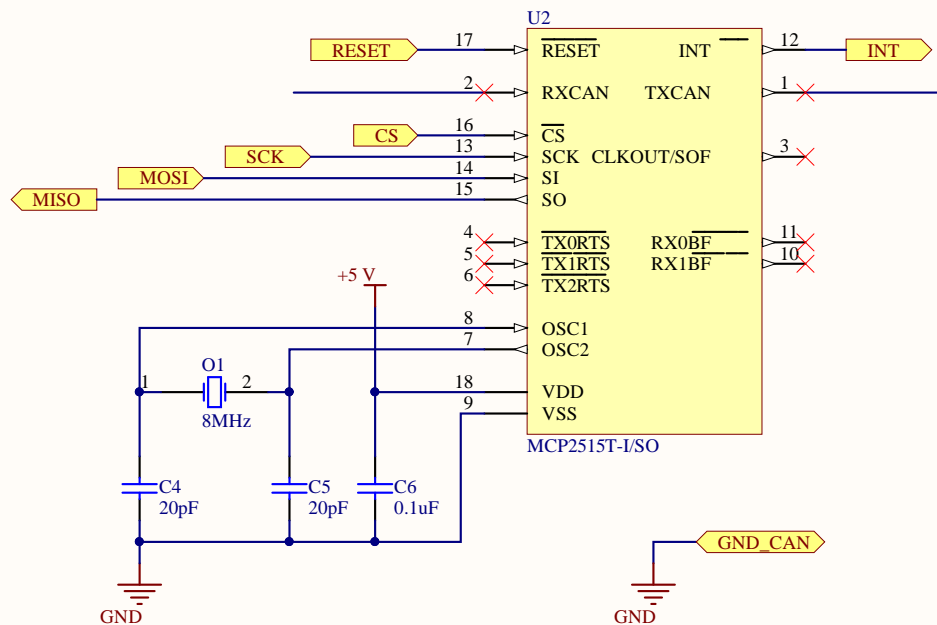 U2
RESET 17 RESET INT 12 INT
2 RXCAN TXCAN 1
CS 16 CS
SCK 13 SCK CLKOUT/SOF 3
MOSI 14 SI
MISO 15 SO
4 TX0RTS RX0BF 11
5 TX1RTS RX1BF 10
6 TX2RTS
+5 V
8 OSC1
7 OSC2
O1
1 2
18 VDD
9 VSS
8MHz
MCP2515T-I/SO
C4 C5 C6
20pF 20pF 0.1uF
GND_CAN
GND GND